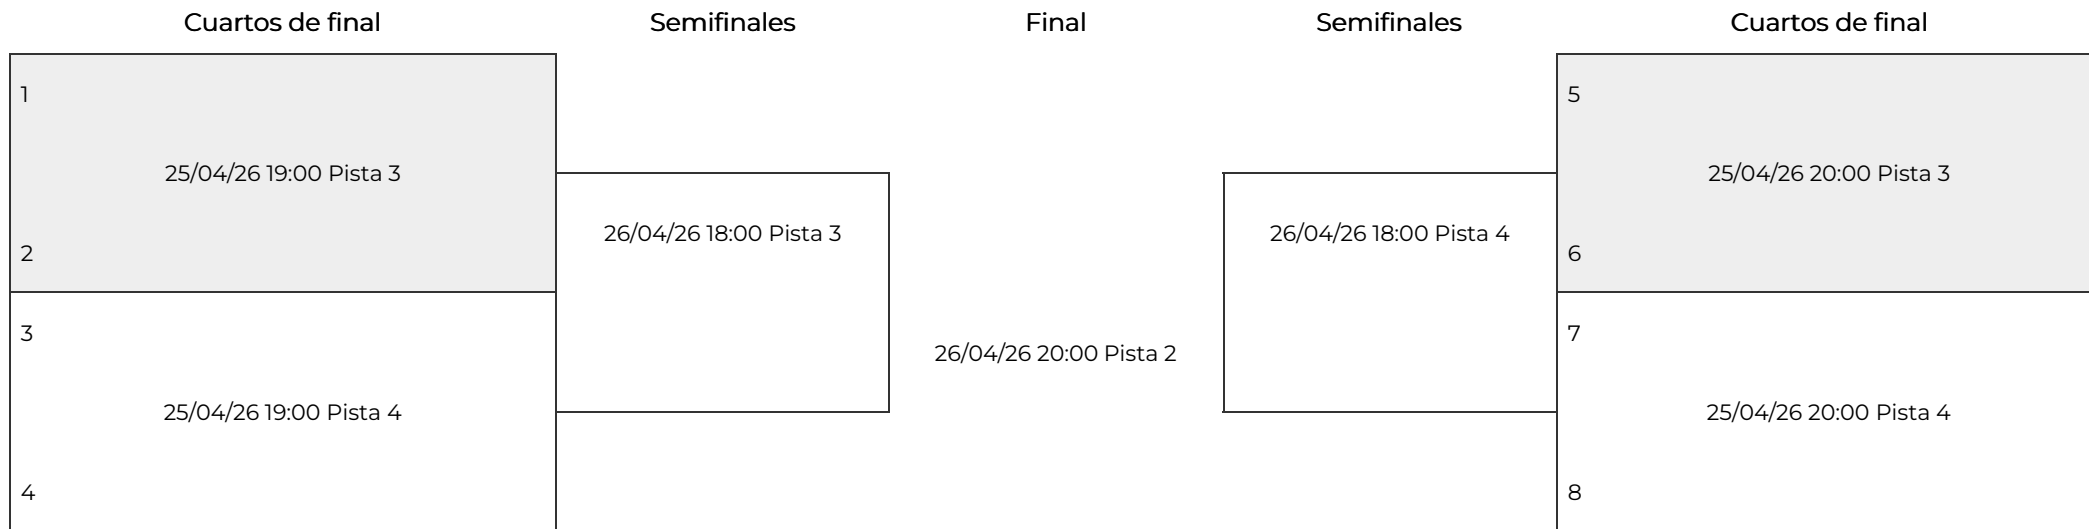 Cuartos de final
Semifinales
Final
Semifinales
Cuartos de final
1
25/04/26 19:00 Pista 3
2
3
25/04/26 19:00 Pista 4
4
26/04/26 18:00 Pista 3
26/04/26 20:00 Pista 2
26/04/26 18:00 Pista 4
5
25/04/26 20:00 Pista 3
6
7
25/04/26 20:00 Pista 4
8